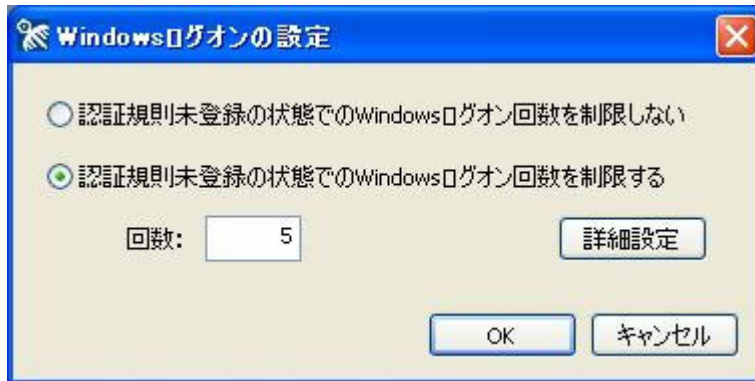 Windowsログオンの設定
認証規則未登録の状態でのWindowsログオン回数を制限しない
認証規則未登録の状態でのWindowsログオン回数を制限する
回数: 5 詳細設定
OK キャンセル